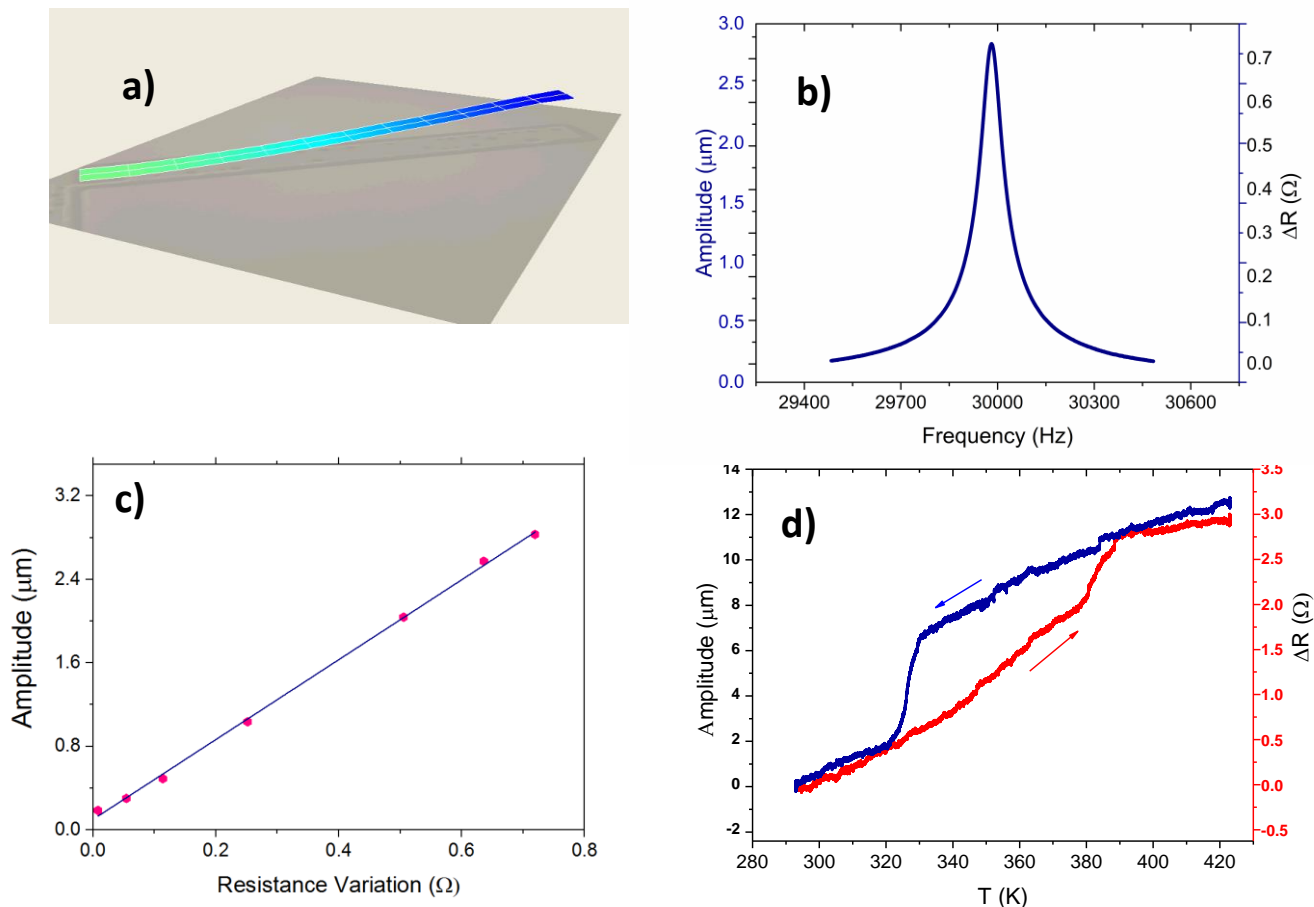 a)
b)
3.0
2.5
2.0
1.5
1.0
0.5
0.0
Amplitude (μm)
0.7
0.6
0.5
0.4
0.3
0.2
0.1
0.0
ΔR (Ω)
29400 29700 30000 30300 30600
Frequency (Hz)
c)
3.2
2.4
1.6
0.8
0.0
Amplitude (μm)
0.0 0.2 0.4 0.6 0.8
Resistance Variation (Ω)
d)
14
12
10
8
6
4
2
0
-2
Amplitude (μm)
3.5
3.0
2.5
2.0
1.5
1.0
0.5
0.0
-0.5
ΔR (Ω)
280 300 320 340 360 380 400 420
T (K)